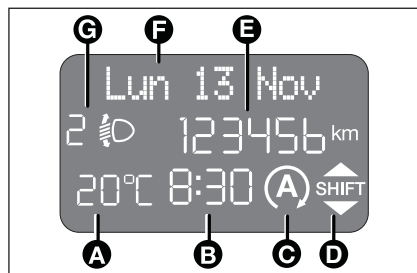 G F E
Lun 13 Nov
2 123456 km
20°C 8:30 A SHIFT
A B C D